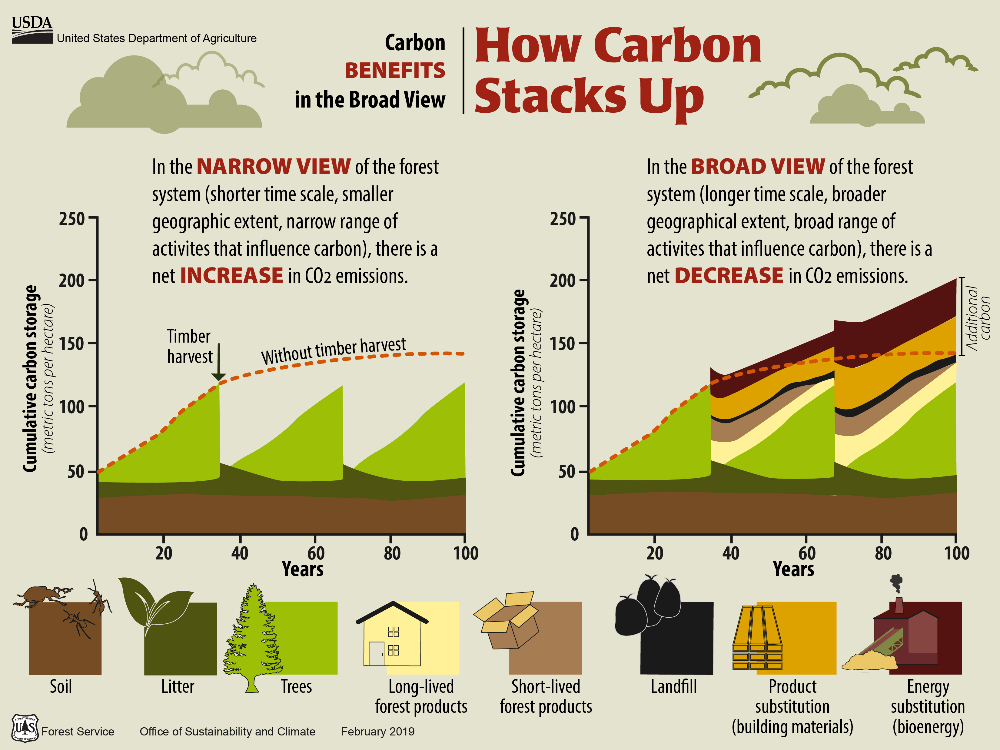 USDA
United States Department of Agriculture
Carbon
BENEFITS
in the Broad View
How Carbon
Stacks Up
In the NARROW VIEW of the forest
system (shorter time scale, smaller
geographic extent, narrow range of
activites that influence carbon), there is a
net INCREASE in CO2 emissions.
250
200
150
100
50
0
Cumulative carbon storage
(metric tons per hectare)
Timber
harvest
Without timber harvest
20
40
60
80
100
Years
In the BROAD VIEW of the forest
system (longer time scale, broader
geographical extent, broad range of
activites that influence carbon), there is a
net DECREASE in CO2 emissions.
250
200
150
100
50
0
Cumulative carbon storage
(metric tons per hectare)
Additional
carbon
20
40
60
80
100
Years
Soil
Litter
Trees
Long-lived
forest products
Short-lived
forest products
Landfill
Product
substitution
(building materials)
Energy
substitution
(bioenergy)
FOREST SERVICE
U S
DEPARTMENT OF AGRICULTURE
Forest Service
Office of Sustainability and Climate
February 2019